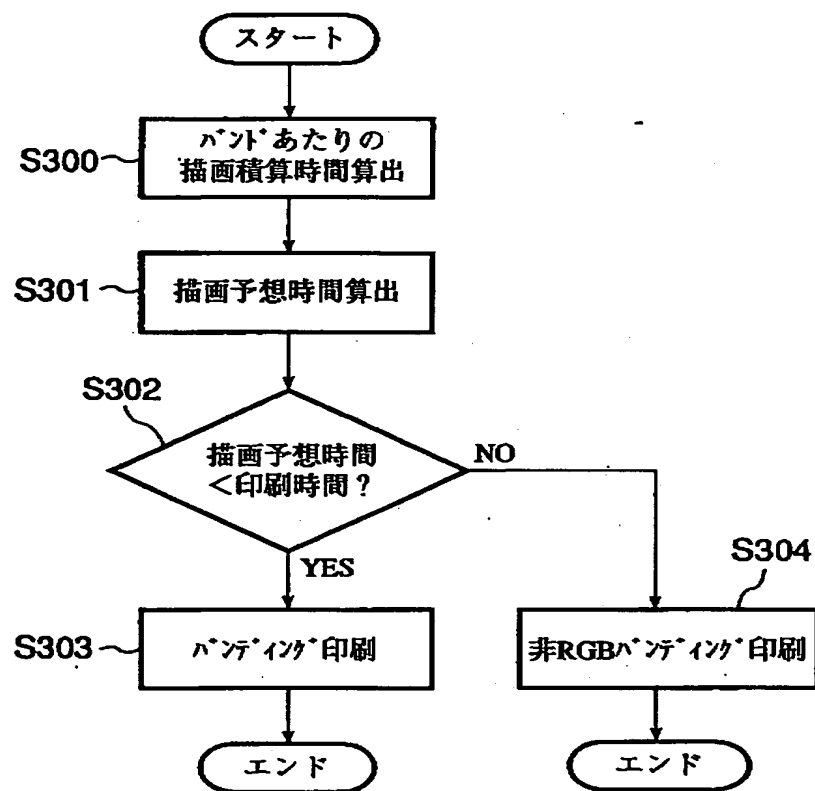 スタート
S300
バンドあたりの
描画積算時間算出
S301
描画予想時間算出
S302
描画予想時間
<印刷時間?
NO
YES
S303
バンディング印刷
S304
非RGBバンディング印刷
エンド
エンド